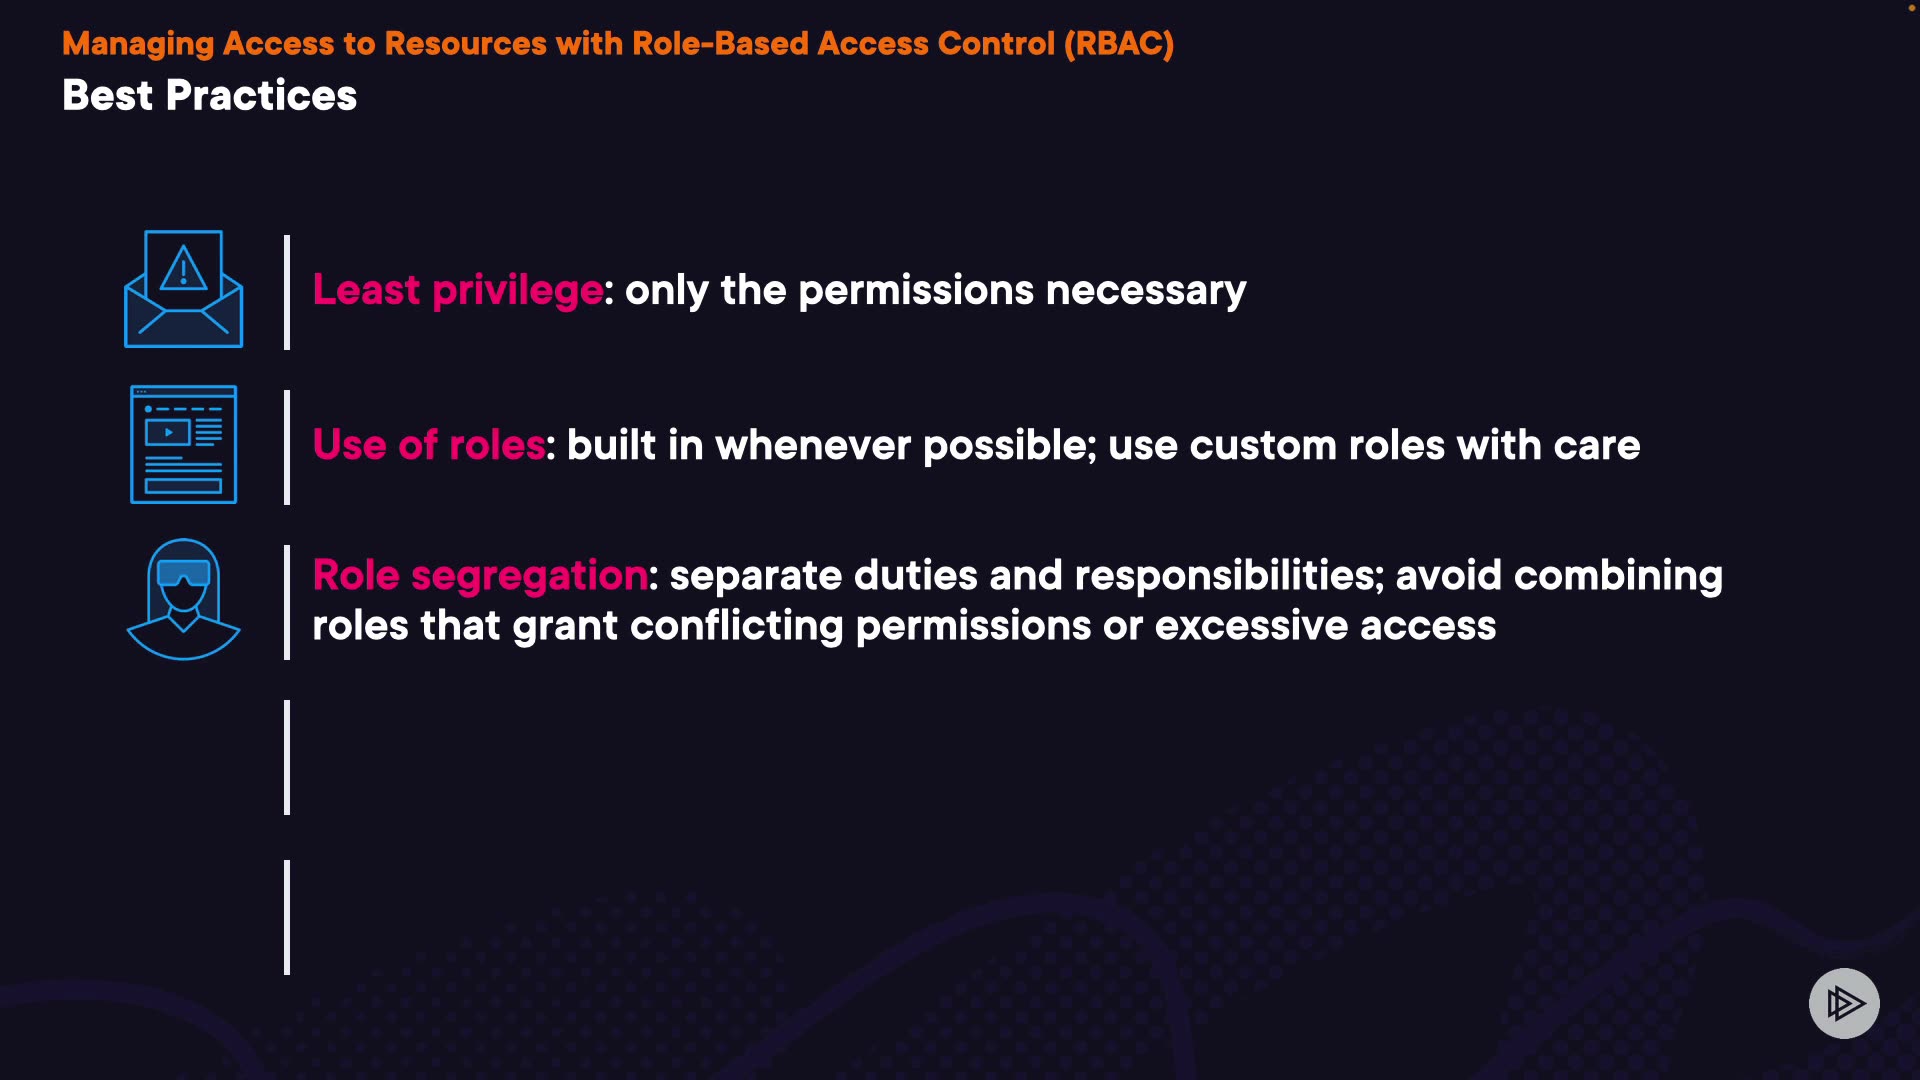 Managing Access to Resources with Role-Based Access Control (RBAC)
Best Practices
Least privilege: only the permissions necessary
Use of roles: built in whenever possible; use custom roles with care
Role segregation: separate duties and responsibilities; avoid combining
roles that grant conflicting permissions or excessive access